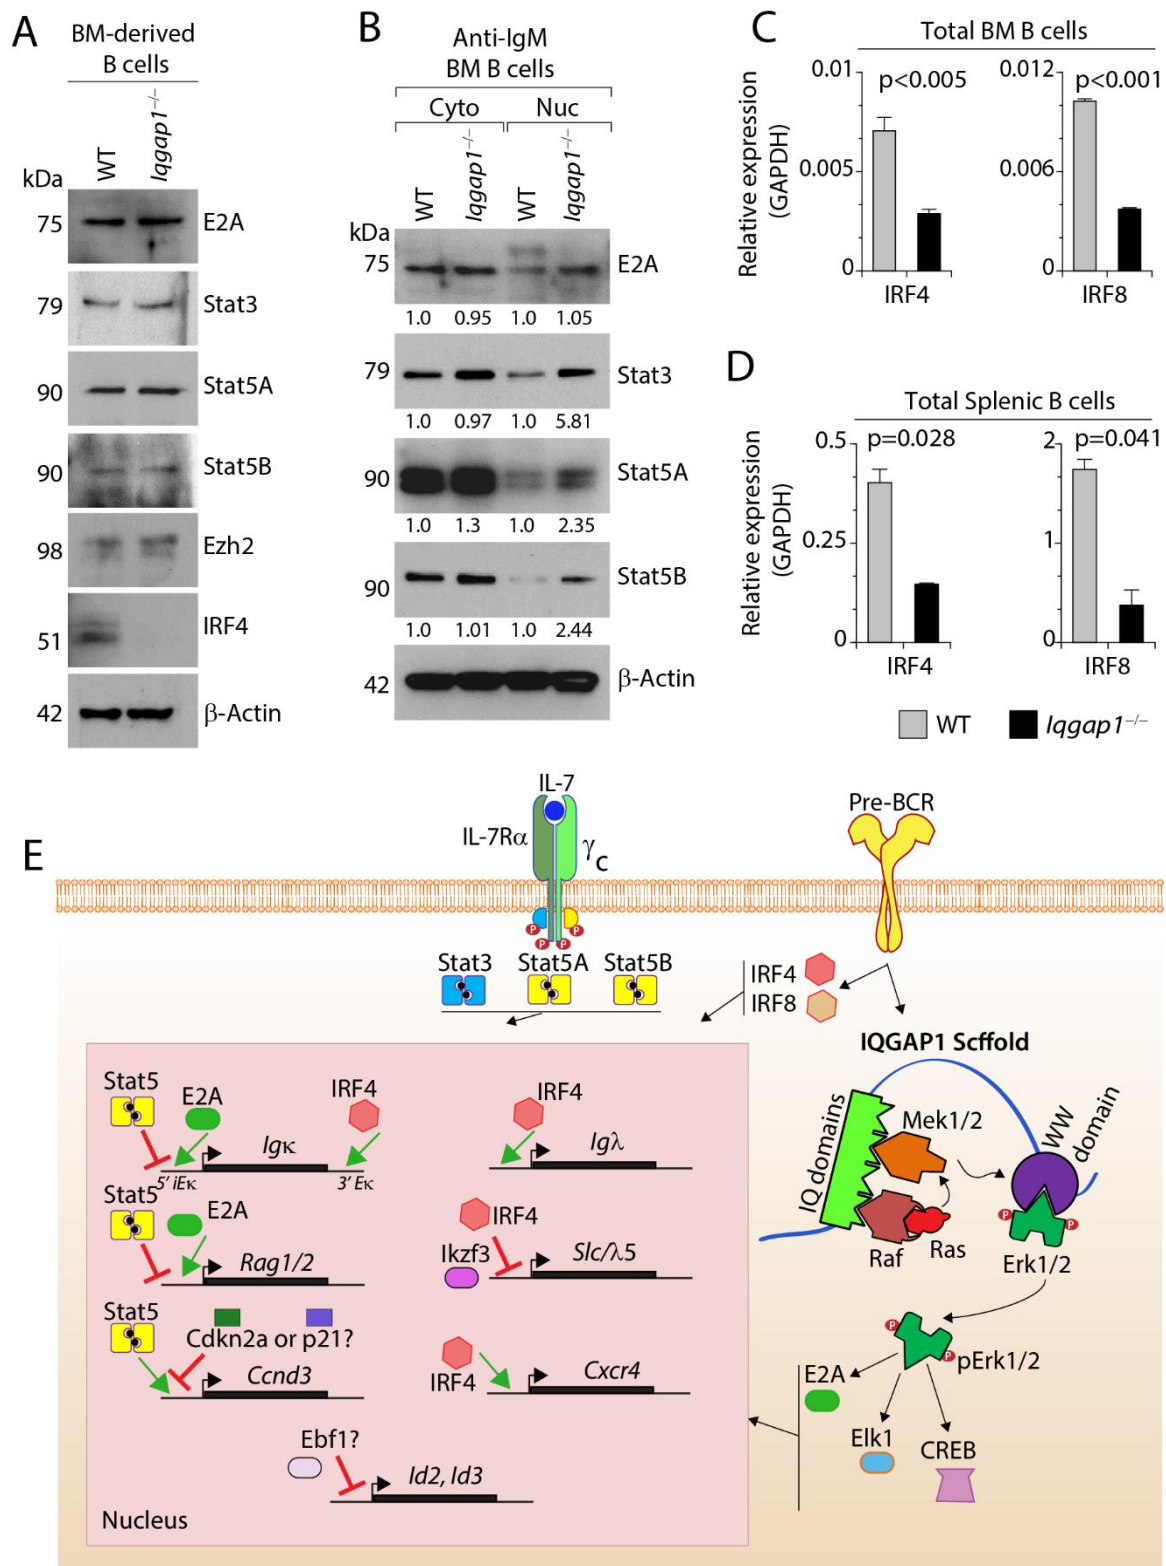 A
BM-derived
B cells
WT
Iqgap1–/–
kDa
75
E2A
79
Stat3
90
Stat5A
90
Stat5B
98
Ezh2
51
IRF4
42
β-Actin
B
Anti-IgM
BM B cells
Cyto
Nuc
WT
Iqgap1–/–
WT
Iqgap1–/–
kDa
75
E2A
1.0 0.95 1.0 1.05
79
Stat3
1.0 0.97 1.0 5.81
90
Stat5A
1.0 1.3 1.0 2.35
90
Stat5B
1.0 1.01 1.0 2.44
42
β-Actin
C
Total BM B cells
Relative expression
(GAPDH)
0.01
0.005
0
p<0.005
IRF4
0.012
0.006
0
p<0.001
IRF8
D
Total Splenic B cells
Relative expression
(GAPDH)
0.5
0.25
0
p=0.028
IRF4
2
1
0
p=0.041
IRF8
WT
Iqgap1–/–
E
IL-7
IL-7Rα
γc
Pre-BCR
P
P
P
P
Stat3
Stat5A
Stat5B
IRF4
IRF8
IQGAP1 Scffold
IQ domains
Mek1/2
WW
domain
Raf
Ras
P
P
Erk1/2
P
P
pErk1/2
E2A
Elk1
CREB
Stat5
E2A
IRF4
Igκ
5' iEκ
3' Eκ
IRF4
Igλ
Stat5
E2A
Rag1/2
IRF4
Ikzf3
Slc/λ5
Stat5
Cdkn2a or p21?
Ccnd3
IRF4
Cxcr4
Ebf1?
Id2, Id3
Nucleus